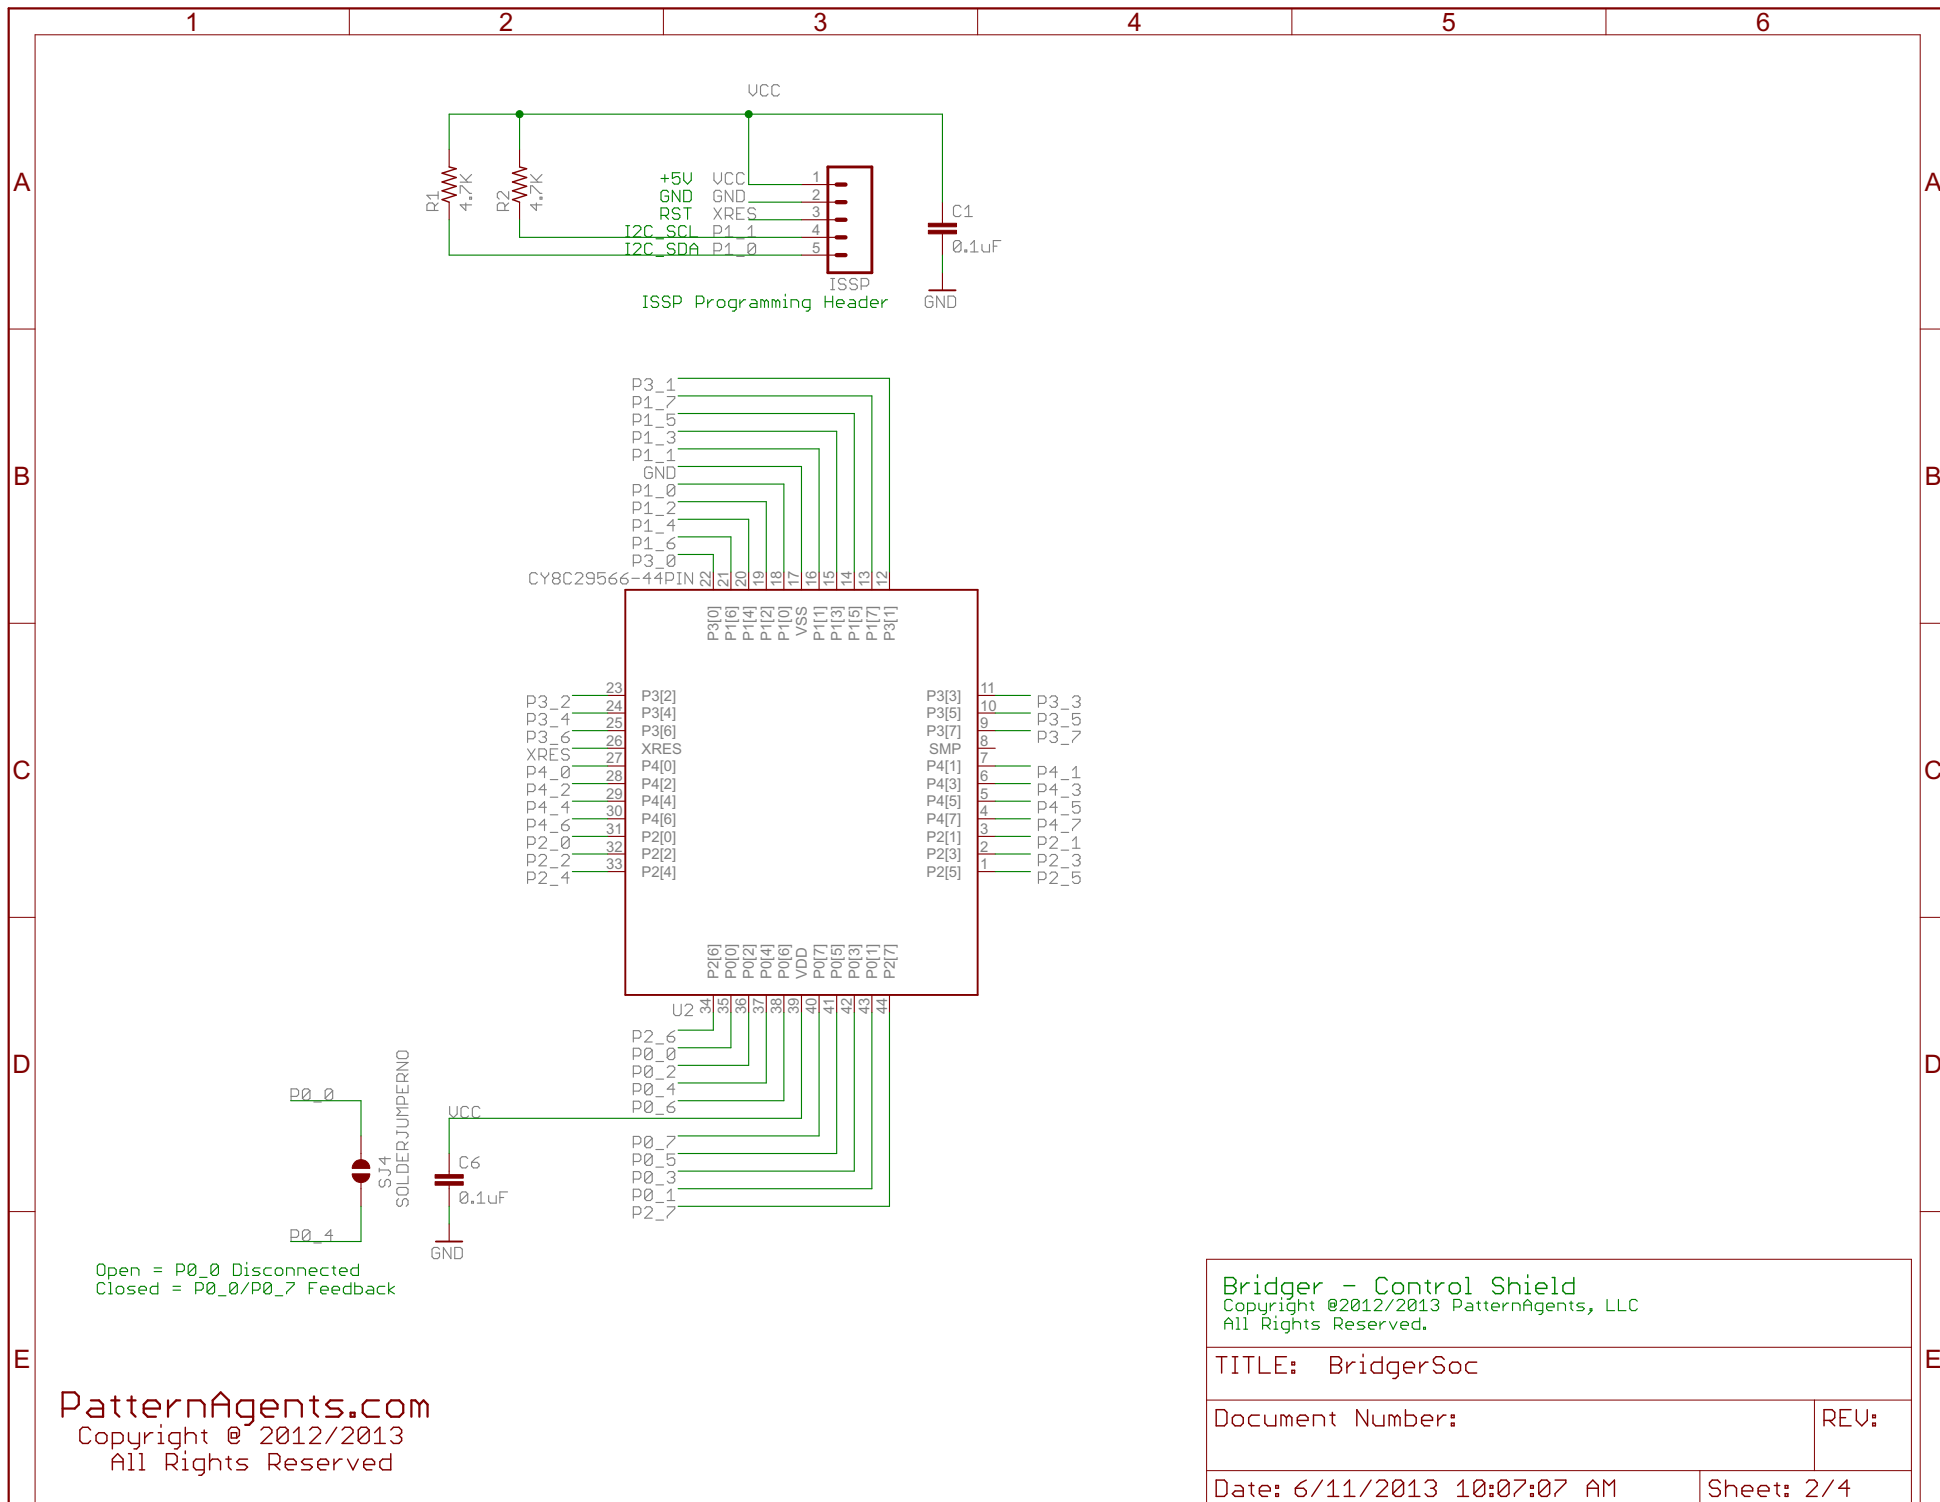 1 2 3 4 5 6
A A
VCC
R1 4.7K
R2 4.7K
+5V VCC 1
GND GND 2
RST XRES 3
I2C_SCL P1_1 4
I2C_SDA P1_0 5
C1
0.1uF
ISSP
ISSP Programming Header
GND
B B
P3_1
P1_7
P1_5
P1_3
P1_1
GND
P1_0
P1_2
P1_4
P1_6
P3_0
CY8C29566-44PIN
22 21 20 19 18 17 16 15 14 13 12
P3[0] P1[6] P1[4] P1[2] P1[0] VSS P1[1] P1[3] P1[5] P1[7] P3[1]
C C
P3_2 23 P3[2] P3[3] 11 P3_3
P3_4 24 P3[4] P3[5] 10 P3_5
P3_6 25 P3[6] P3[7] 9 P3_7
XRES 26 XRES SMP 8
P4_0 27 P4[0] P4[1] 7 P4_1
P4_2 28 P4[2] P4[3] 6 P4_3
P4_4 29 P4[4] P4[5] 5 P4_5
P4_6 30 P4[6] P4[7] 4 P4_7
P2_0 31 P2[0] P2[1] 3 P2_1
P2_2 32 P2[2] P2[3] 2 P2_3
P2_4 33 P2[4] P2[5] 1 P2_5
P2[6] P0[0] P0[2] P0[4] P0[6] VDD P0[7] P0[5] P0[3] P0[1] P2[7]
U2
34 35 36 37 38 39 40 41 42 43 44
D D
P2_6
P0_0
P0_2
P0_4
P0_6
P0_7
P0_5
P0_3
P0_1
P2_7
P0_0
SJ4
SOLDERJUMPERNO
P0_4
VCC
C6
0.1uF
GND
Open = P0_0 Disconnected
Closed = P0_0/P0_7 Feedback
E E
PatternAgents.com
Copyright @ 2012/2013
All Rights Reserved
Bridger - Control Shield
Copyright @2012/2013 PatternAgents, LLC
All Rights Reserved.
TITLE: BridgerSoc
Document Number:
REV:
Date: 6/11/2013 10:07:07 AM
Sheet: 2/4